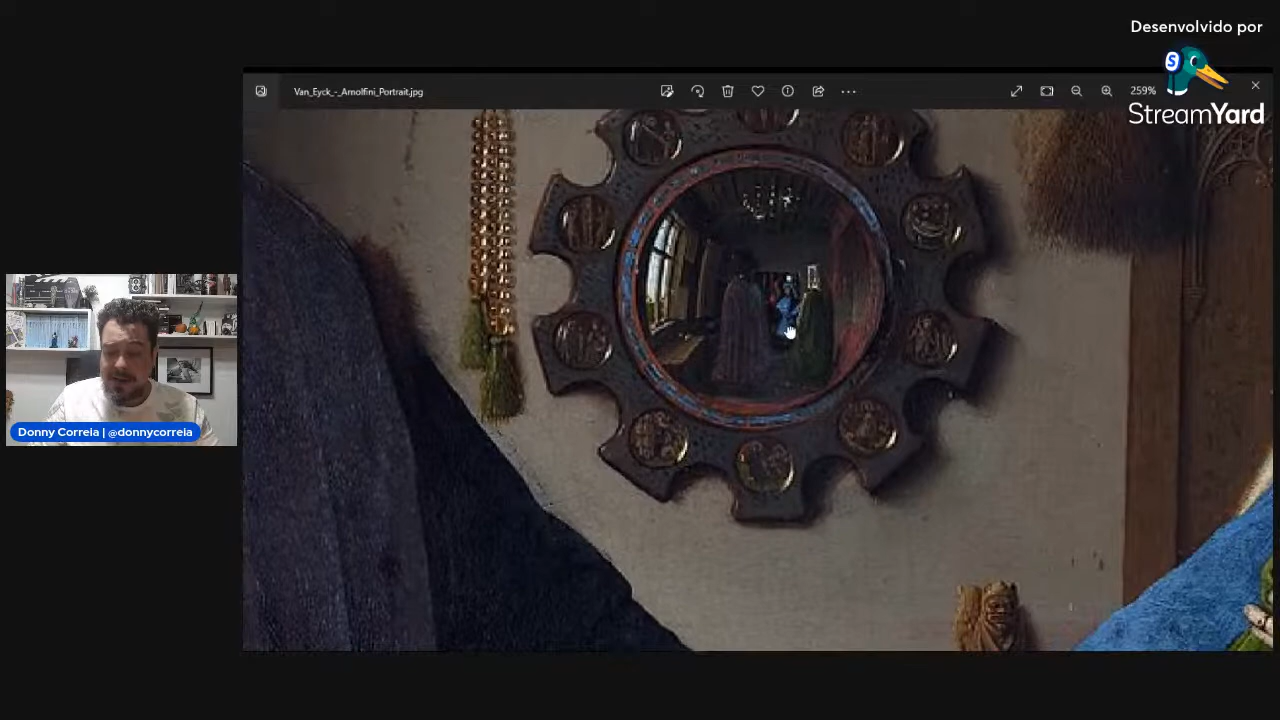 Desenvolvido por
StreamYard
Van_Eyck_-_Arnolfini_Portrait.jpg
259%
Donny Correia | @donnycorreia